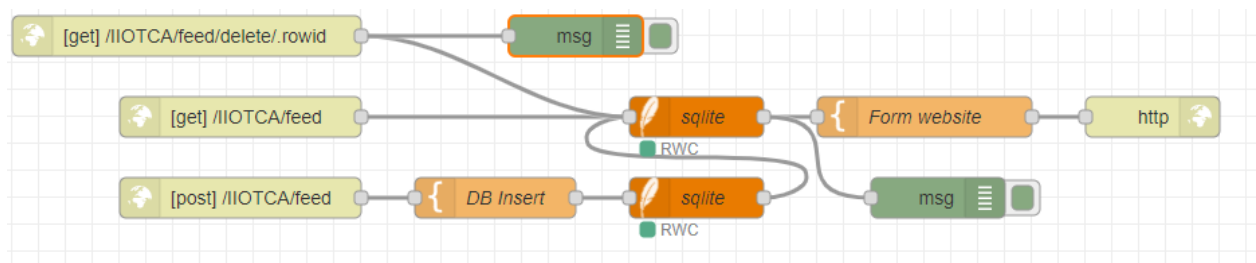 [get] /IIOTCA/feed/delete/.rowid
msg
[get] /IIOTCA/feed
sqlite
Form website
http
RWC
[post] /IIOTCA/feed
DB Insert
sqlite
msg
RWC